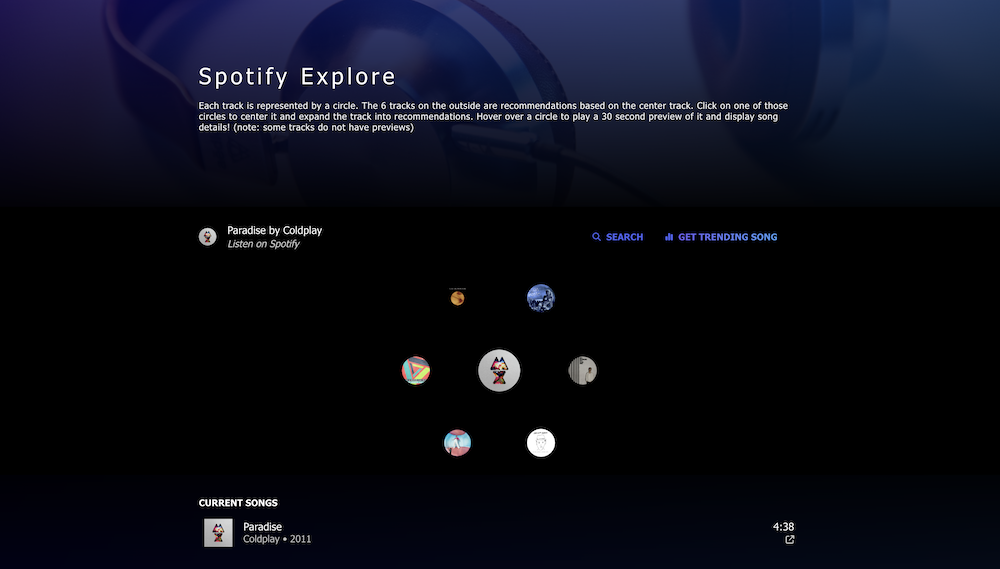 Spotify Explore
Each track is represented by a circle. The 6 tracks on the outside are recommendations based on the center track. Click on one of those
circles to center it and expand the track into recommendations. Hover over a circle to play a 30 second preview of it and display song
details! (note: some tracks do not have previews)
Paradise by Coldplay
Listen on Spotify
SEARCH
GET TRENDING SONG
CURRENT SONGS
Paradise
4:38
Coldplay • 2011